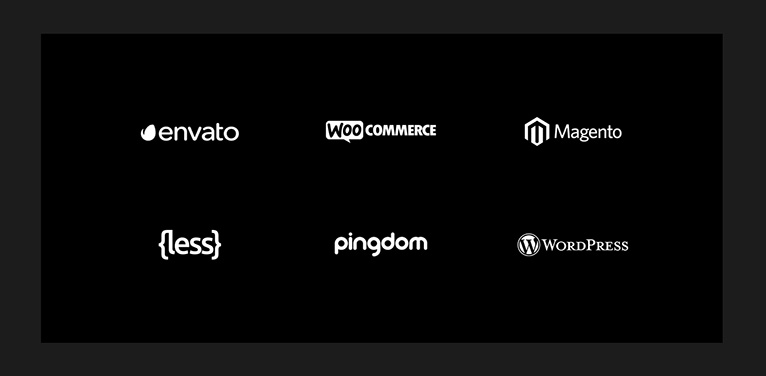 envato
WOO COMMERCE
Magento
{less}
pingdom
WORDPRESS